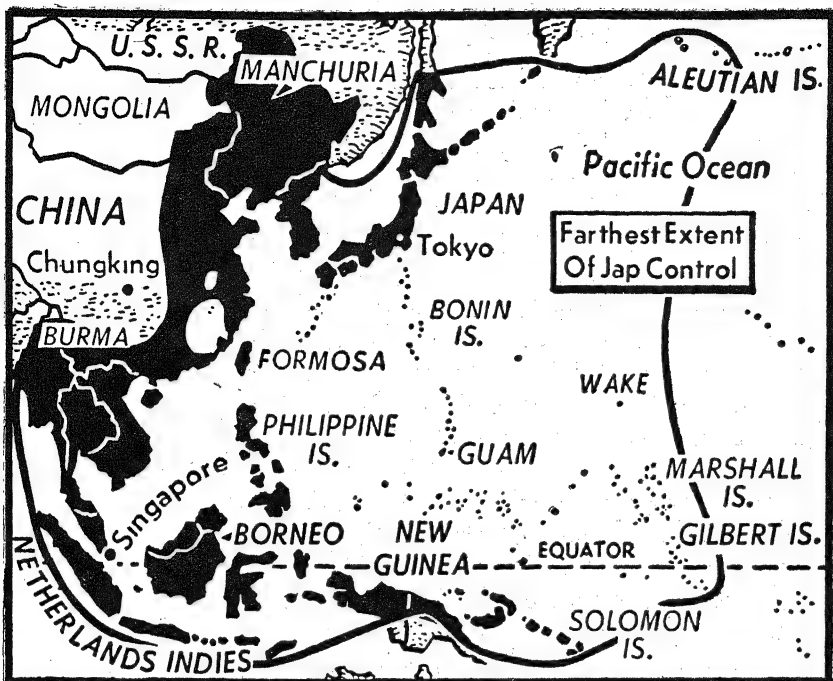 U.S.S.R.
MANCHURIA
ALEUTIAN IS.
MONGOLIA
Pacific Ocean
CHINA
JAPAN
Farthest Extent
Of Jap Control
Tokyo
Chungking
BONIN
IS.
BURMA
FORMOSA
WAKE
PHILIPPINE
IS.
GUAM
MARSHALL
IS.
Singapore
BORNEO
NEW
GUINEA
EQUATOR
GILBERT IS.
NETHERLANDS INDIES
SOLOMON
IS.